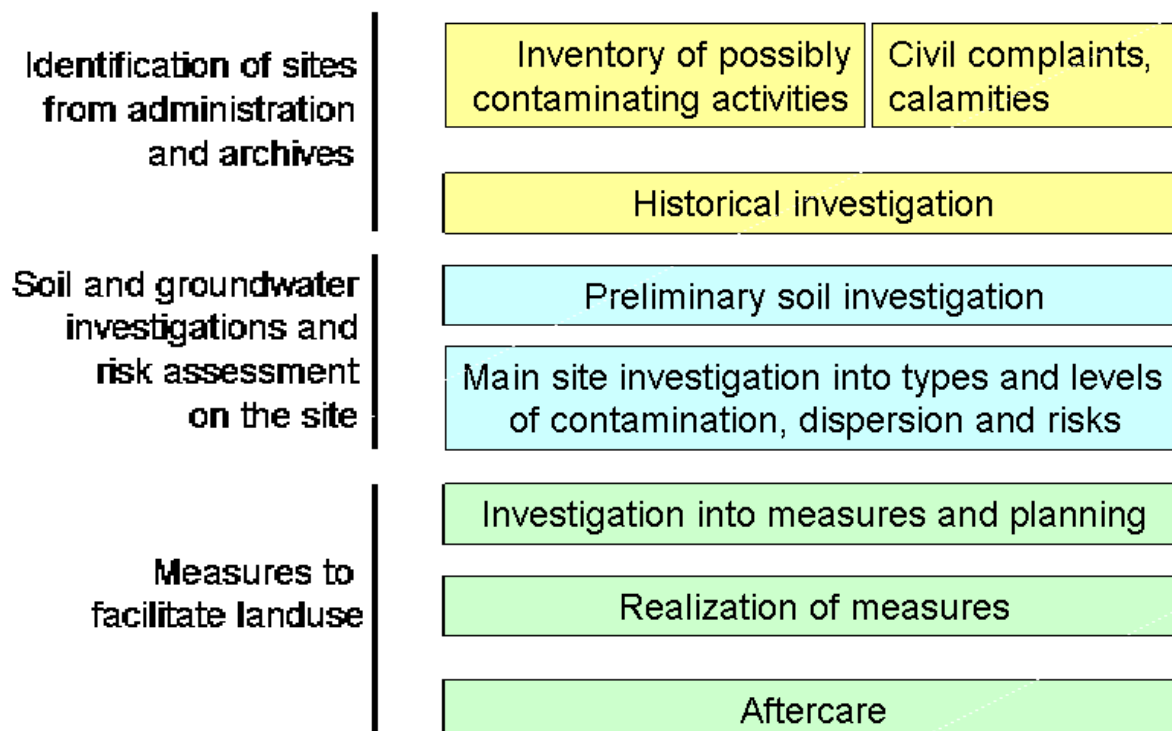 Identification of sites
from administration
and archives
Inventory of possibly
contaminating activities
Civil complaints,
calamities
Historical investigation
Soil and groundwater
investigations and
risk assessment
on the site
Preliminary soil investigation
Main site investigation into types and levels
of contamination, dispersion and risks
Measures to
facilitate landuse
Investigation into measures and planning
Realization of measures
Aftercare